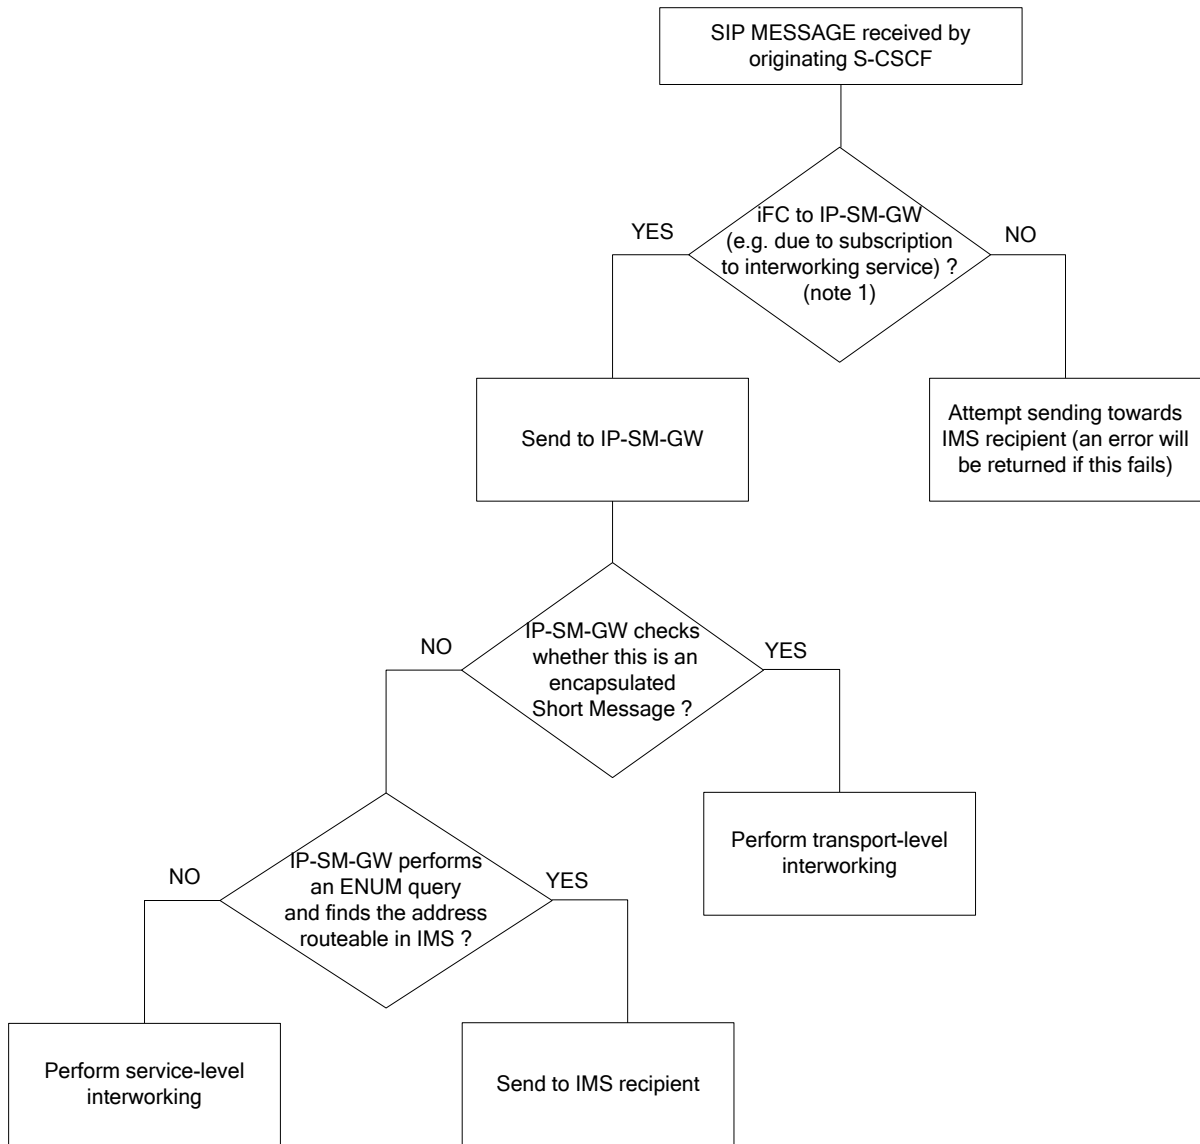 SIP MESSAGE received by
originating S-CSCF
iFC to IP-SM-GW
(e.g. due to subscription
to interworking service) ?
(note 1)
YES
NO
Send to IP-SM-GW
Attempt sending towards
IMS recipient (an error will
be returned if this fails)
IP-SM-GW checks
whether this is an
encapsulated
Short Message ?
NO
YES
Perform transport-level
interworking
IP-SM-GW performs
an ENUM query
and finds the address
routeable in IMS ?
NO
YES
Perform service-level
interworking
Send to IMS recipient